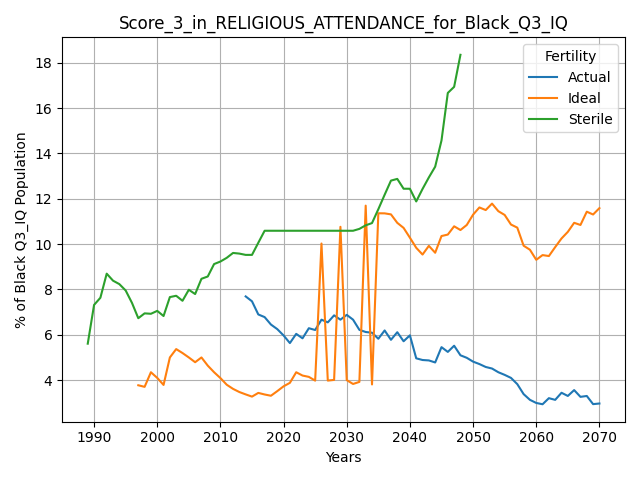 Score_3_in_RELIGIOUS_ATTENDANCE_for_Black_Q3_IQ
Fertility
Actual
Ideal
Sterile
% of Black Q3_IQ Population
18
16
14
12
10
8
6
4
1990 2000 2010 2020 2030 2040 2050 2060 2070
Years